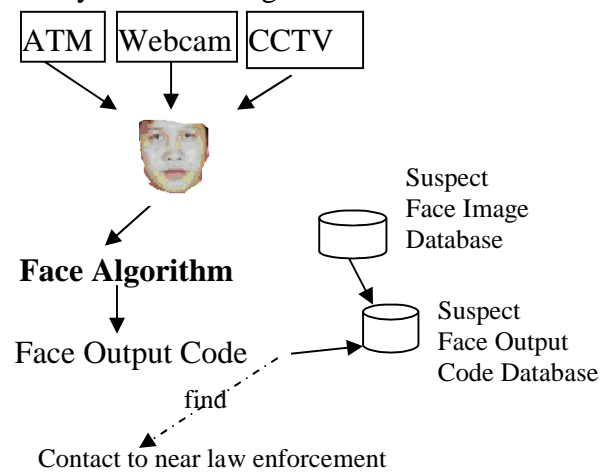 ATM Webcam CCTV
Suspect
Face Image
Database
Face Algorithm
Suspect
Face Output
Code Database
Face Output Code
find
Contact to near law enforcement